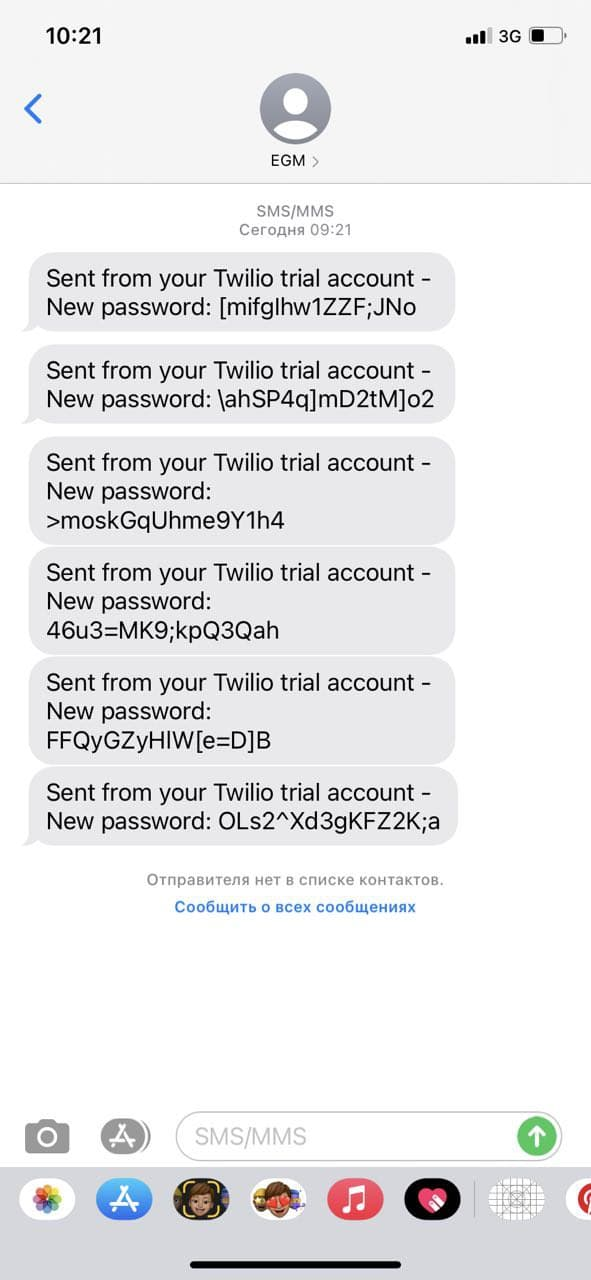 10:21
3G
EGM
SMS/MMS
Сегодня 09:21
Sent from your Twilio trial account -
New password: [mifglhw1ZZF;JNo
Sent from your Twilio trial account -
New password: \ahSP4q]mD2tM]o2
Sent from your Twilio trial account -
New password:
>moskGqUhme9Y1h4
Sent from your Twilio trial account -
New password:
46u3=MK9;kpQ3Qah
Sent from your Twilio trial account -
New password:
FFQyGZyHlW[e=D]B
Sent from your Twilio trial account -
New password: OLs2^Xd3gKFZ2K;a
Отправителя нет в списке контактов.
Сообщить о всех сообщениях
SMS/MMS